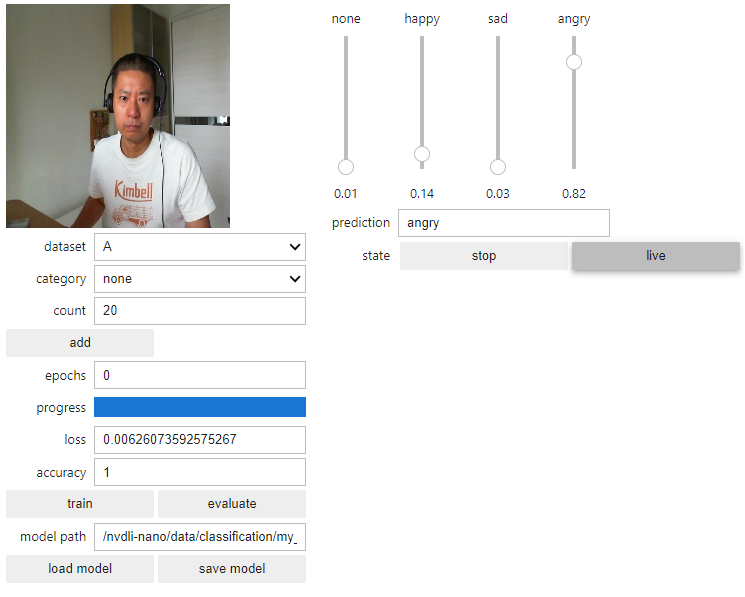 none happy sad angry
0.01 0.14 0.03 0.82
prediction angry
state stop live
Kimbell
dataset A
category none
count 20
add
epochs 0
progress
loss 0.00626073592575267
accuracy 1
train evaluate
model path /nvdli-nano/data/classification/my_
load model save model